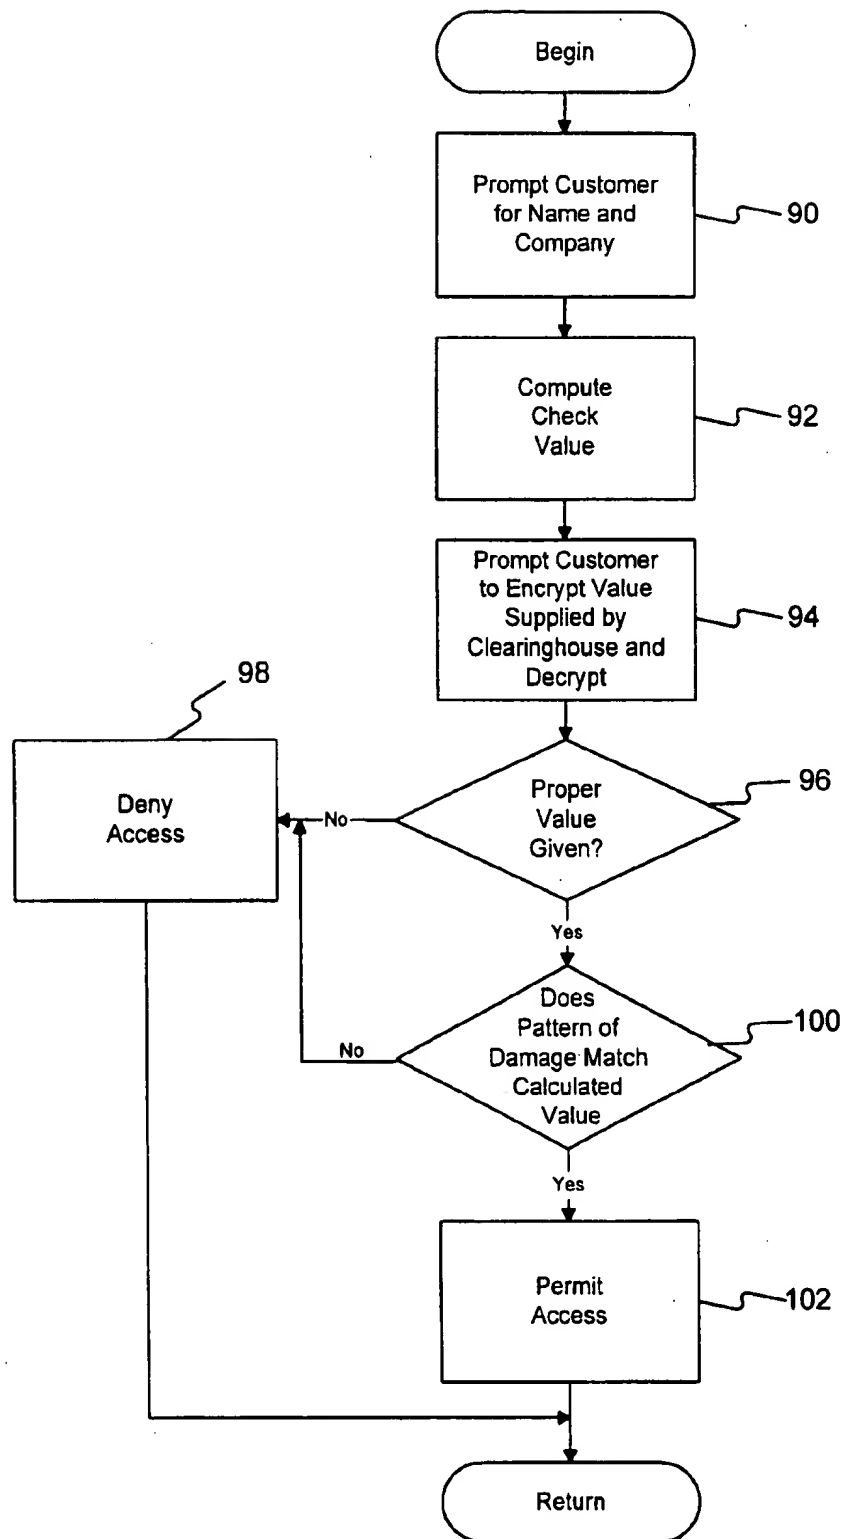 Begin
Prompt Customer
for Name and
Company
90
Compute
Check
Value
92
Prompt Customer
to Encrypt Value
Supplied by
Clearinghouse and
Decrypt
94
98
Deny
Access
No
Proper
Value
Given?
96
Yes
Does
Pattern of
Damage Match
Calculated
Value
100
No
Yes
Permit
Access
102
Return